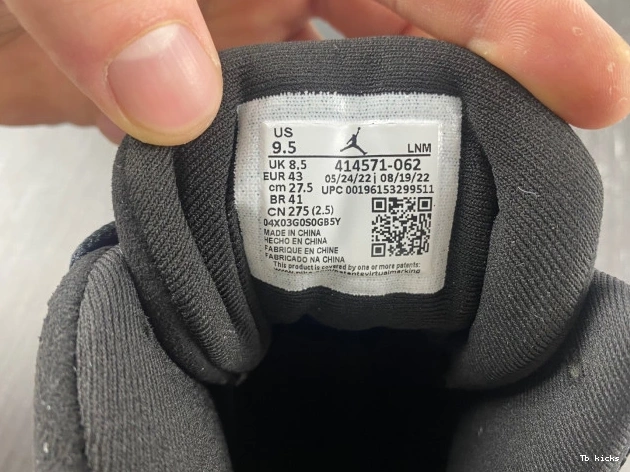 US
9.5 LNM
UK 8,5 414571-062
EUR 43 05/24/22 | 08/19/22
cm 27.5 UPC 00196153299511
BR 41
CN 275 (2.5)
04X03G0S0GB5Y
MADE IN CHINA
HECHO EN CHINA
FABRIQUE EN CHINE
FABRICADO NA CHINA
This product is covered by one or more patents:
Tb kicks